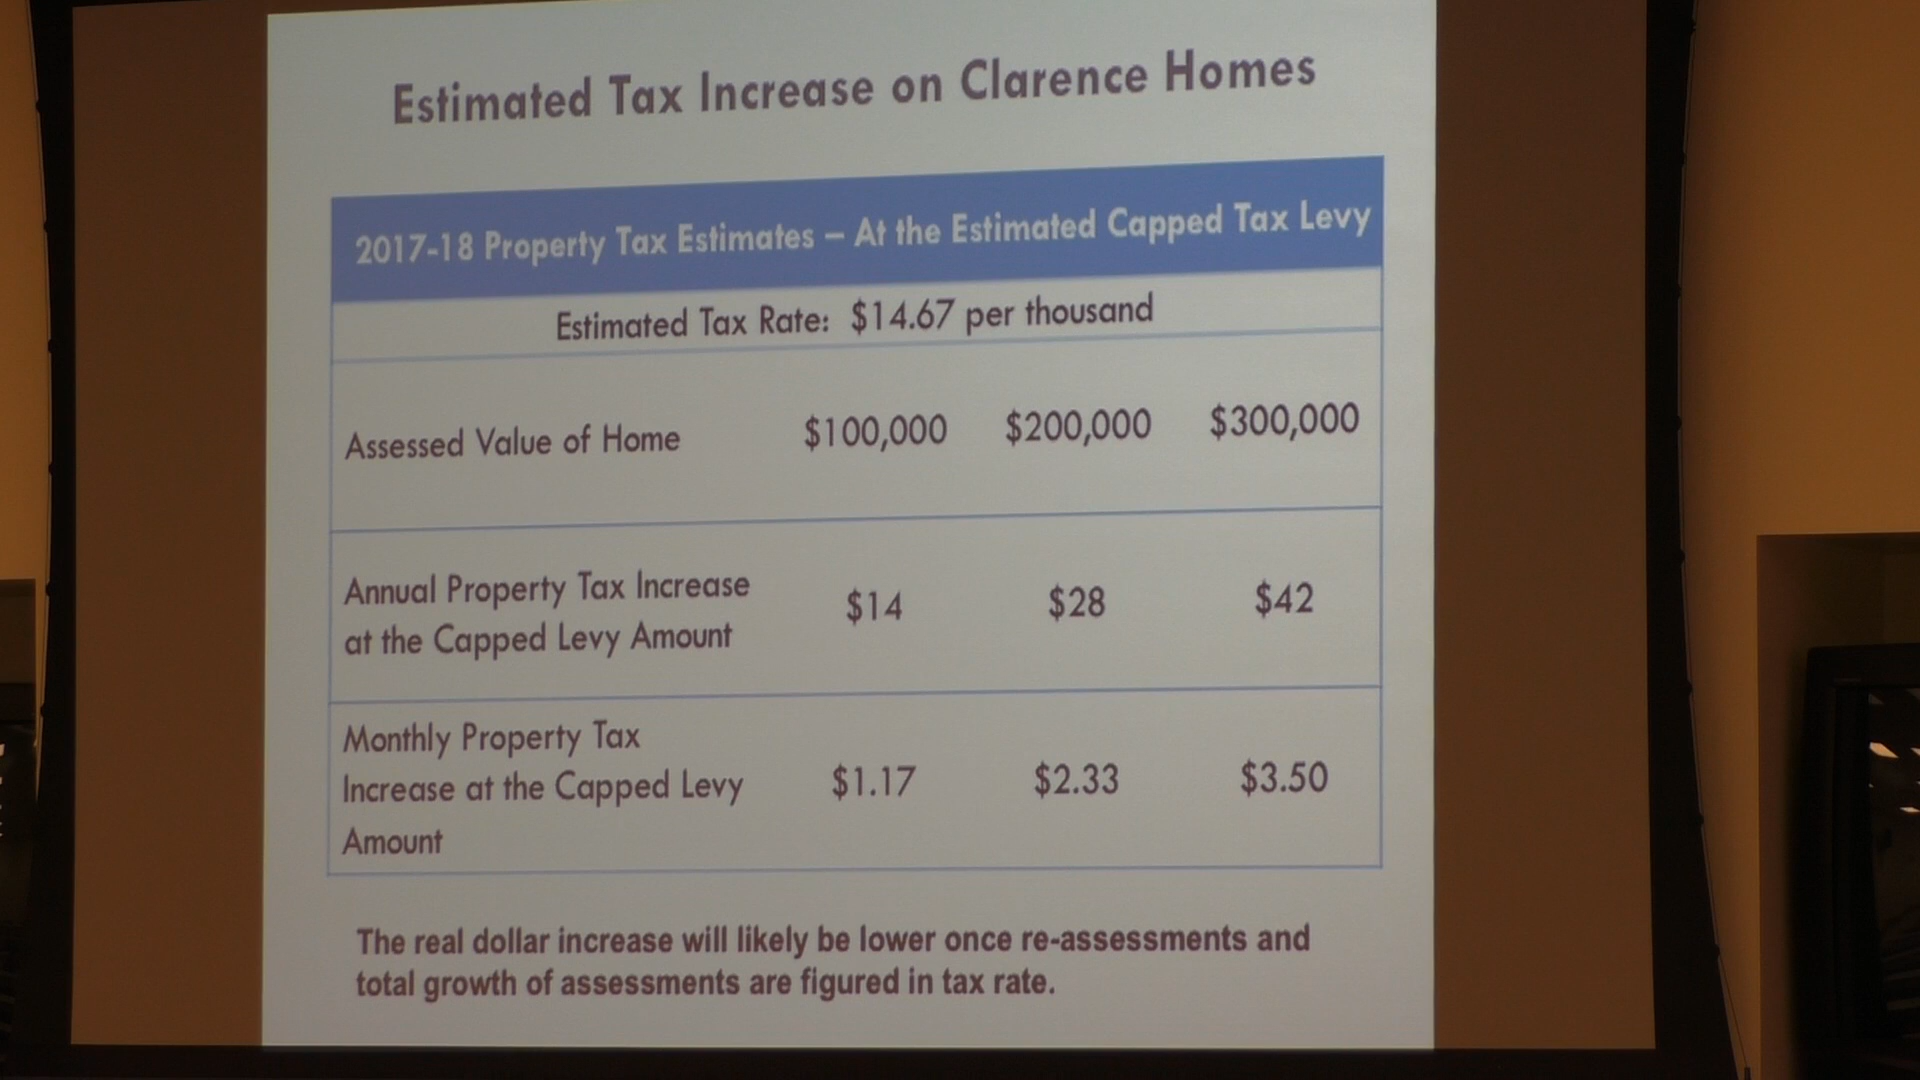 Estimated Tax Increase on Clarence Homes
2017-18 Property Tax Estimates – At the Estimated Capped Tax Levy
Estimated Tax Rate: $14.67 per thousand
Assessed Value of Home $100,000 $200,000 $300,000
Annual Property Tax Increase
at the Capped Levy Amount $14 $28 $42
Monthly Property Tax
Increase at the Capped Levy $1.17 $2.33 $3.50
Amount
The real dollar increase will likely be lower once re-assessments and
total growth of assessments are figured in tax rate.